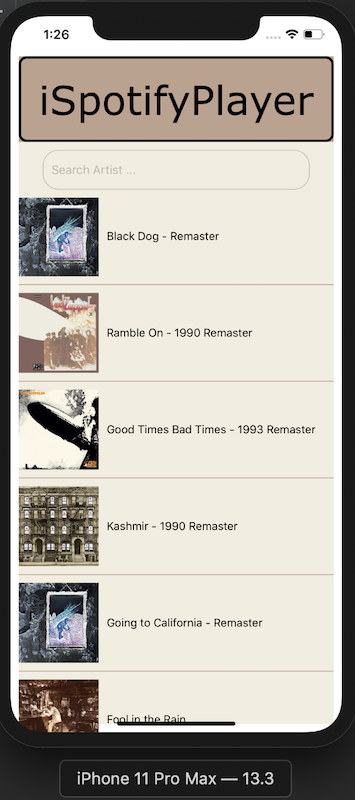 1:26
iSpotifyPlayer
Search Artist ...
Black Dog - Remaster
Ramble On - 1990 Remaster
Good Times Bad Times - 1993 Remaster
Kashmir - 1990 Remaster
Going to California - Remaster
Fool in the Rain
iPhone 11 Pro Max — 13.3